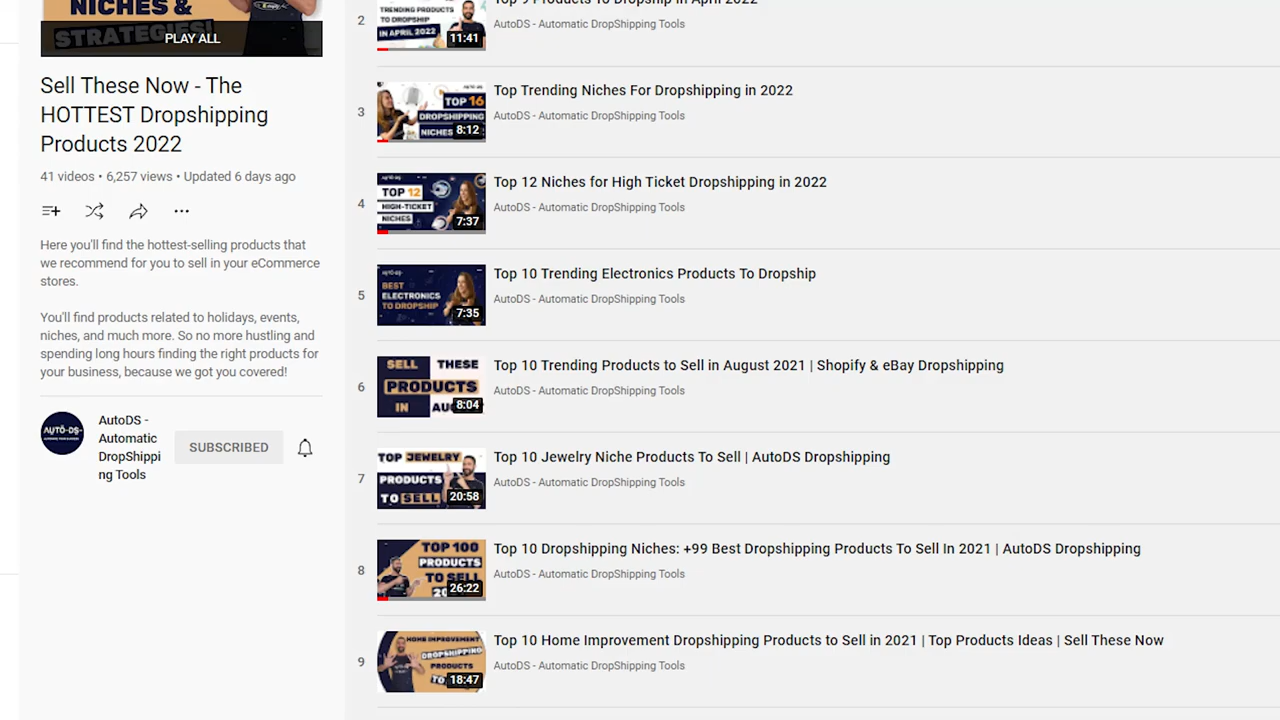 NICHES &
STRATEGIES!
PLAY ALL
Sell These Now - The
HOTTEST Dropshipping
Products 2022
41 videos • 6,257 views • Updated 6 days ago
Here you'll find the hottest-selling products that
we recommend for you to sell in your eCommerce
stores.
You'll find products related to holidays, events,
niches, and much more. So no more hustling and
spending long hours finding the right products for
your business, because we got you covered!
AUTO-DS-
AutoDS -
Automatic
DropShippi
ng Tools
SUBSCRIBED
2
TRENDING
PRODUCTS
TO DROPSHIP
IN APRIL 2022
11:41
Top 9 Products To Dropship in April 2022
AutoDS - Automatic DropShipping Tools
3
TOP 16
DROPSHIPPING
NICHES
8:12
Top Trending Niches For Dropshipping in 2022
AutoDS - Automatic DropShipping Tools
4
TOP 12
HIGH-TICKET
NICHES
7:37
Top 12 Niches for High Ticket Dropshipping in 2022
AutoDS - Automatic DropShipping Tools
5
AUTO-DS-
BEST
ELECTRONICS
TO DROPSHIP
7:35
Top 10 Trending Electronics Products To Dropship
AutoDS - Automatic DropShipping Tools
6
SELL THESE
PRODUCTS
IN AU
8:04
Top 10 Trending Products to Sell in August 2021 | Shopify & eBay Dropshipping
AutoDS - Automatic DropShipping Tools
7
TOP JEWELRY
PRODUCTS
TO SELL
20:58
Top 10 Jewelry Niche Products To Sell | AutoDS Dropshipping
AutoDS - Automatic DropShipping Tools
8
TOP 100
PRODUCTS
TO SELL
26:22
Top 10 Dropshipping Niches: +99 Best Dropshipping Products To Sell In 2021 | AutoDS Dropshipping
AutoDS - Automatic DropShipping Tools
9
HOME IMPROVEMENT
DROPSHIPPING
PRODUCTS
TO
18:47
Top 10 Home Improvement Dropshipping Products to Sell in 2021 | Top Products Ideas | Sell These Now
AutoDS - Automatic DropShipping Tools